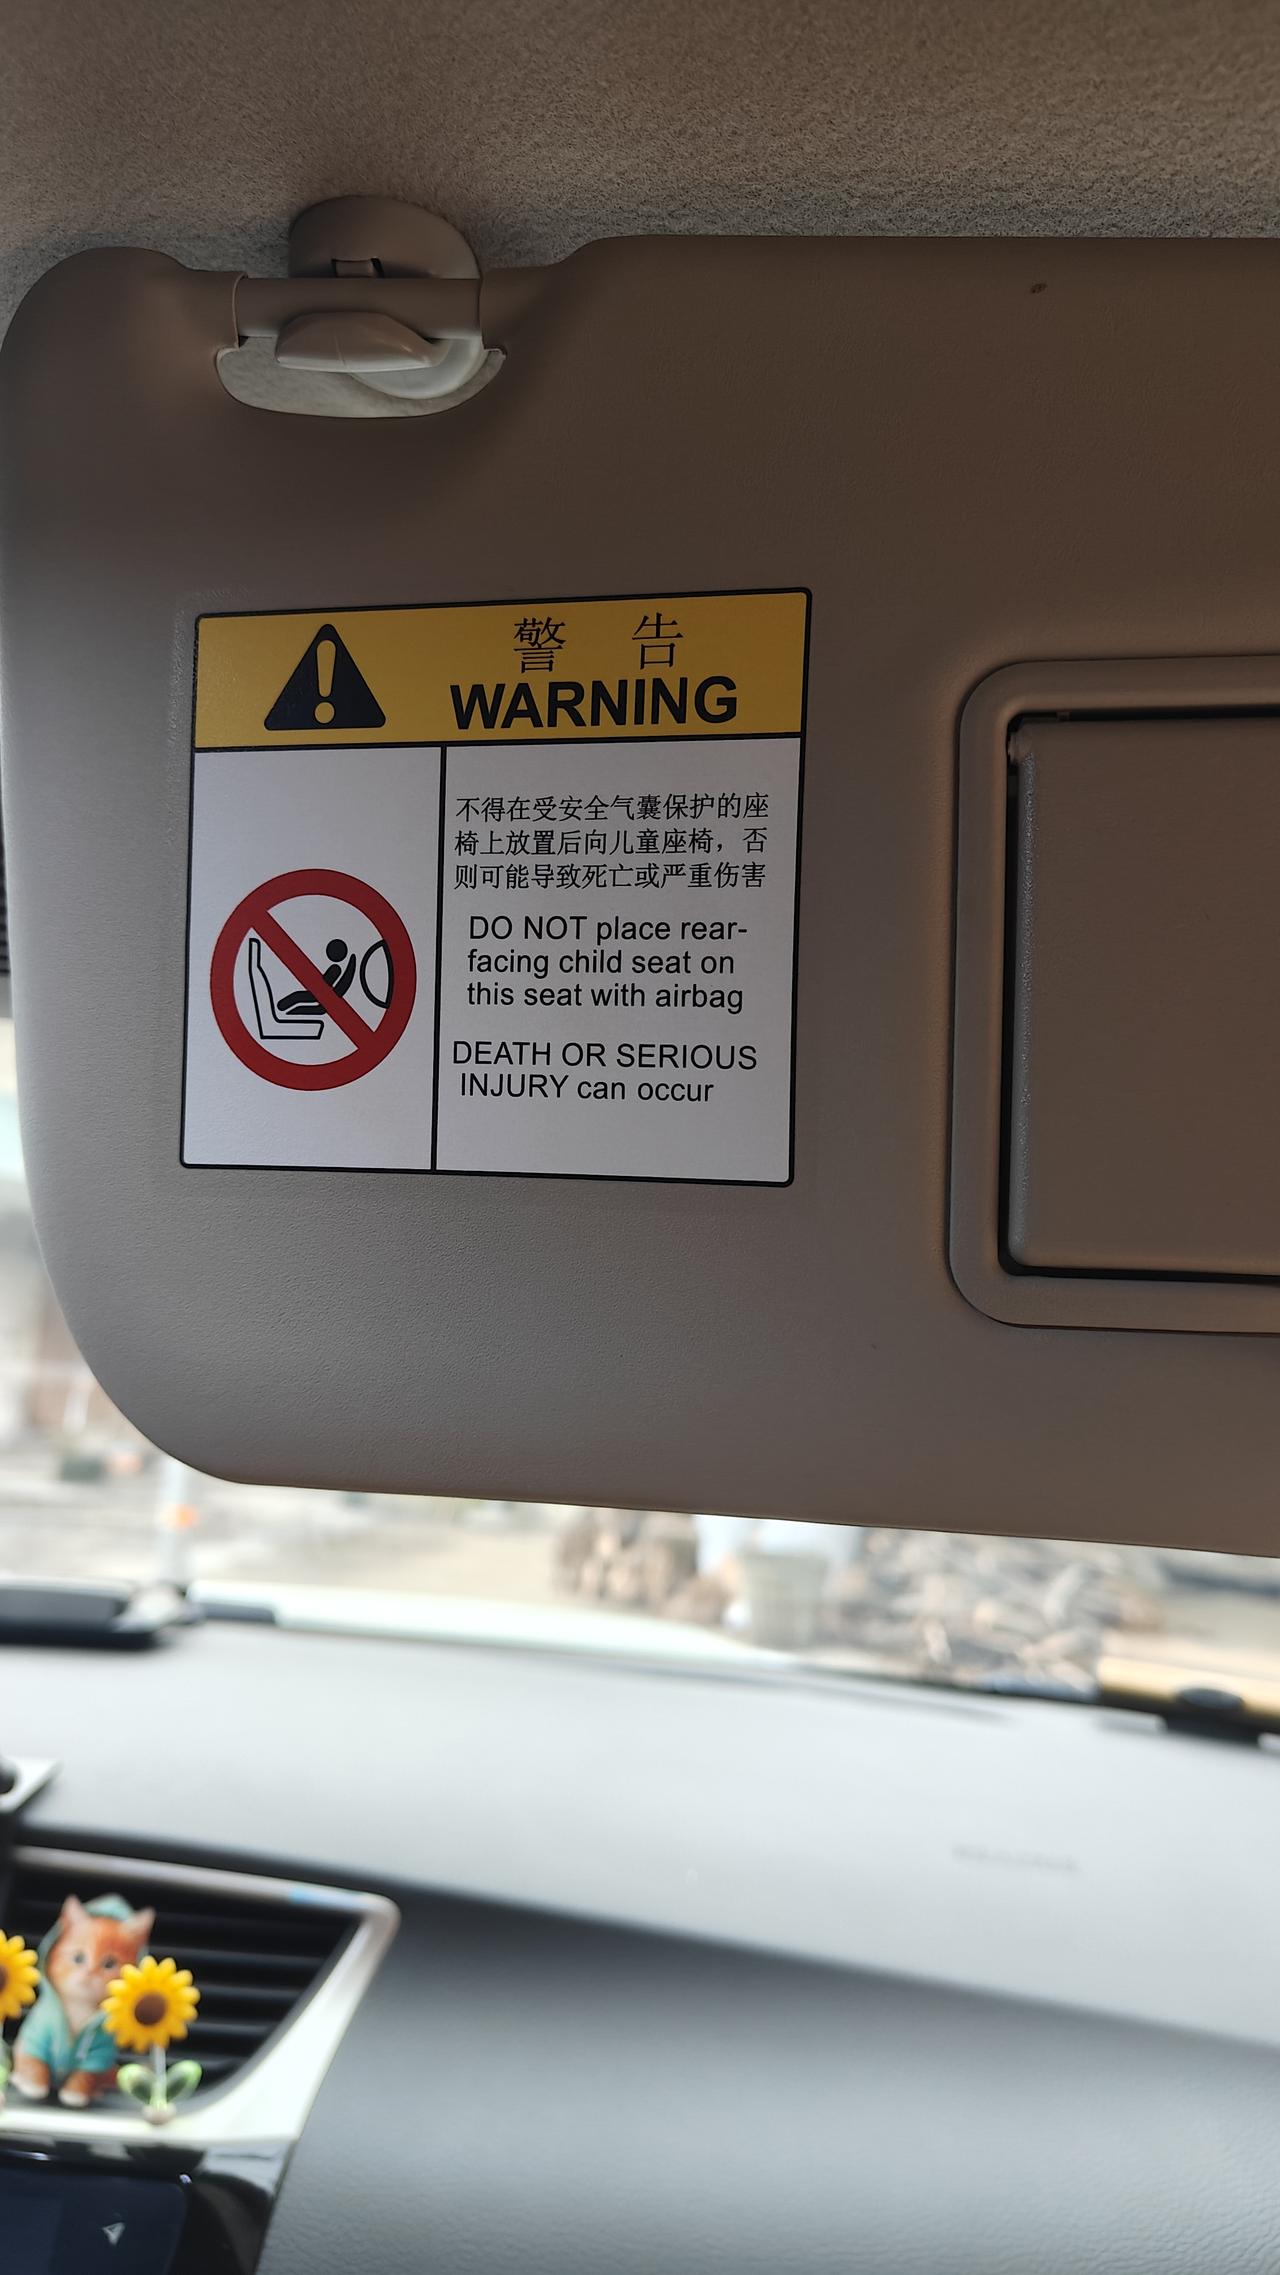 警 告
WARNING
不得在受安全气囊保护的座
椅上放置后向儿童座椅，否
则可能导致死亡或严重伤害
DO NOT place rear-
facing child seat on
this seat with airbag
DEATH OR SERIOUS
INJURY can occur